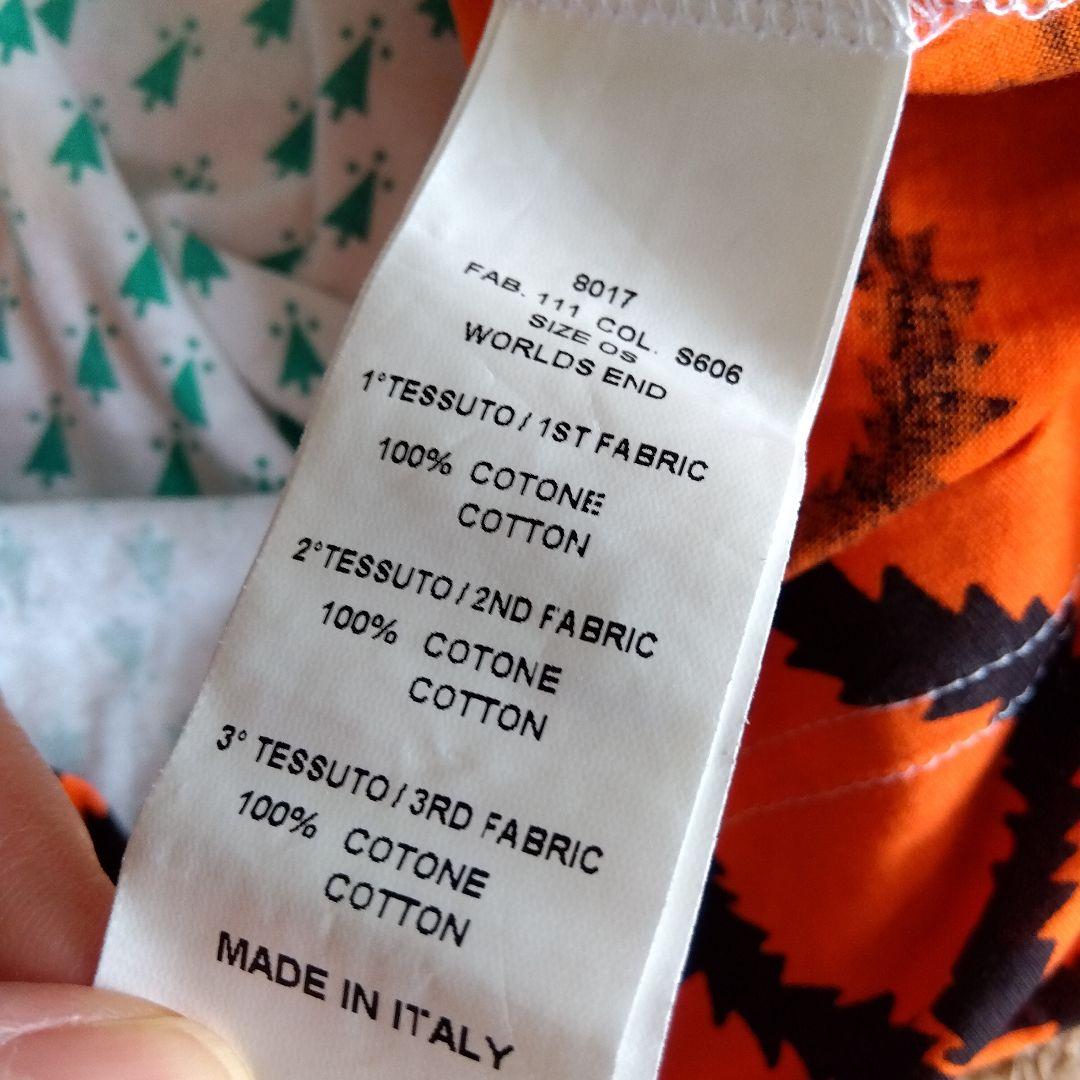 8017
FAB. 111 COL. S606
SIZE OS
WORLDS END
1°TESSUTO / 1ST FABRIC
100% COTONE
COTTON
2°TESSUTO / 2ND FABRIC
100% COTONE
COTTON
3° TESSUTO / 3RD FABRIC
100% COTONE
COTTON
MADE IN ITALY